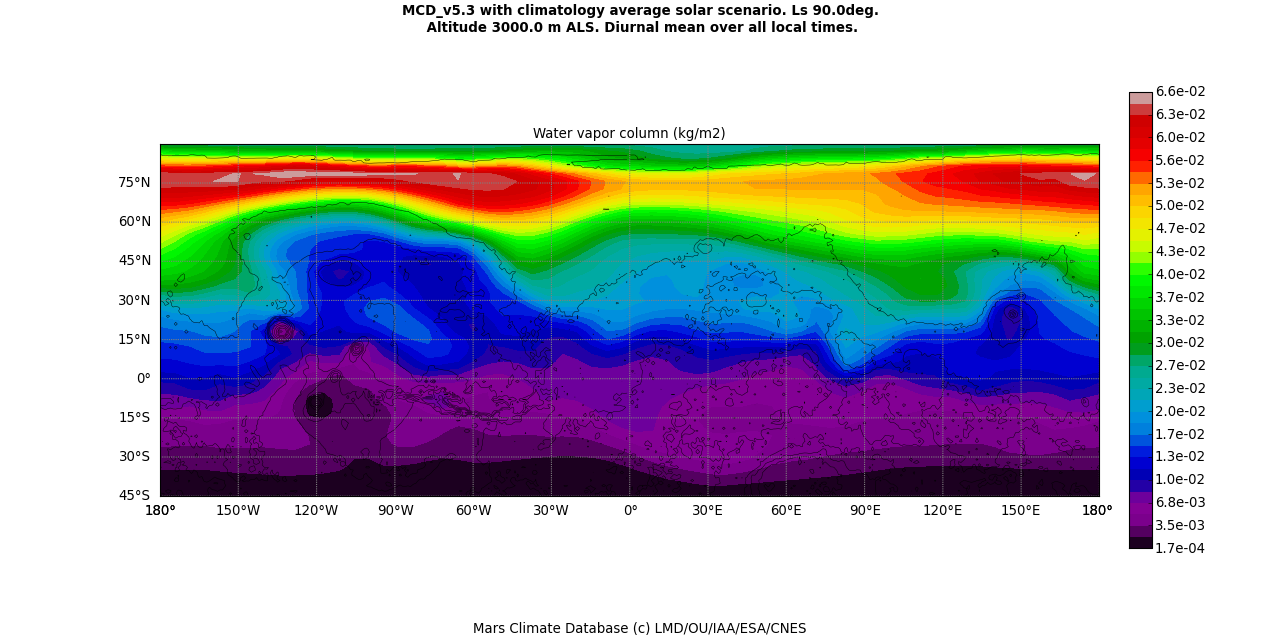 MCD_v5.3 with climatology average solar scenario. Ls 90.0deg.
Altitude 3000.0 m ALS. Diurnal mean over all local times.
Water vapor column (kg/m2)
75°N
60°N
45°N
30°N
15°N
0°
15°S
30°S
45°S
180° 150°W 120°W 90°W 60°W 30°W 0° 30°E 60°E 90°E 120°E 150°E 180°
6.6e-02
6.3e-02
6.0e-02
5.6e-02
5.3e-02
5.0e-02
4.7e-02
4.3e-02
4.0e-02
3.7e-02
3.3e-02
3.0e-02
2.7e-02
2.3e-02
2.0e-02
1.7e-02
1.3e-02
1.0e-02
6.8e-03
3.5e-03
1.7e-04
Mars Climate Database (c) LMD/OU/IAA/ESA/CNES